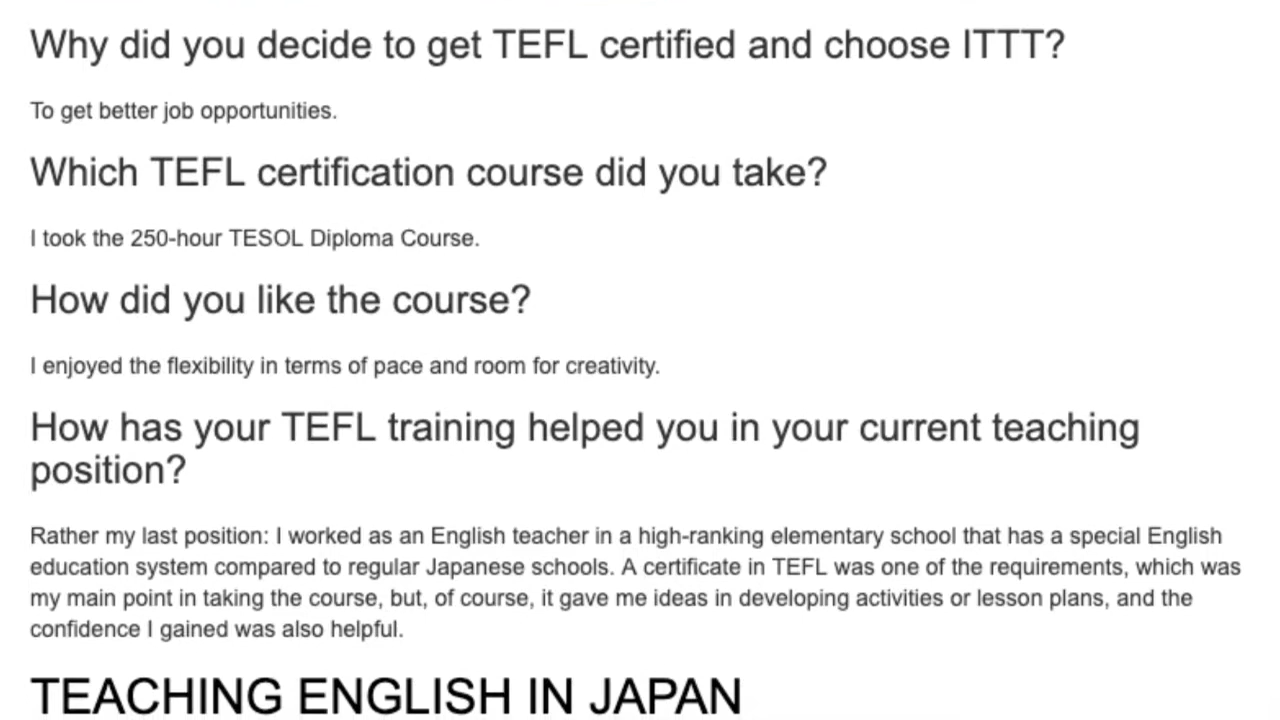 Why did you decide to get TEFL certified and choose ITTT?
To get better job opportunities.
Which TEFL certification course did you take?
I took the 250-hour TESOL Diploma Course.
How did you like the course?
I enjoyed the flexibility in terms of pace and room for creativity.
How has your TEFL training helped you in your current teaching
position?
Rather my last position: I worked as an English teacher in a high-ranking elementary school that has a special English
education system compared to regular Japanese schools. A certificate in TEFL was one of the requirements, which was
my main point in taking the course, but, of course, it gave me ideas in developing activities or lesson plans, and the
confidence I gained was also helpful.
TEACHING ENGLISH IN JAPAN